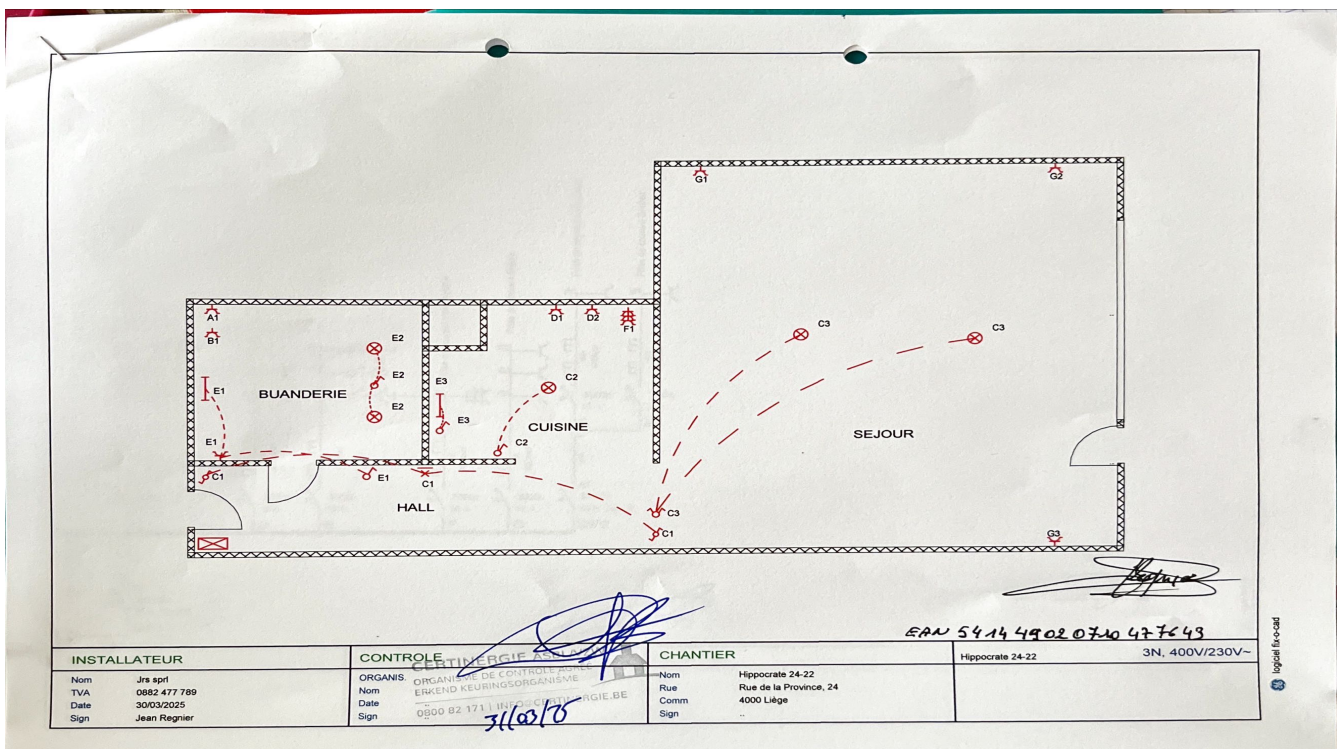 G1
G2
A1
B1
D1
D2
F1
C3
C3
E2
E2
E2
E1
E1
BUANDERIE
E3
E3
C2
C2
CUISINE
SEJOUR
C1
E1
C1
HALL
C3
C1
G3
EAN 541449020710477643
INSTALLATEUR
Nom Jrs sprl
TVA 0882 477 789
Date 30/03/2025
Sign Jean Regnier
CONTROLE
ORGANIS.
Nom
Date
Sign ..
CERTINERGIE ASBL
ORGANISME DE CONTROLE AGREE
ERKEND KEURINGSORGANISME
0800 82 171 | INFO@CERTINERGIE.BE
31/03/25
CHANTIER
Nom Hippocrate 24-22
Rue Rue de la Province, 24
Comm 4000 Liège
Sign ..
Hippocrate 24-22
3N, 400V/230V~
logiciel fix-o-cad